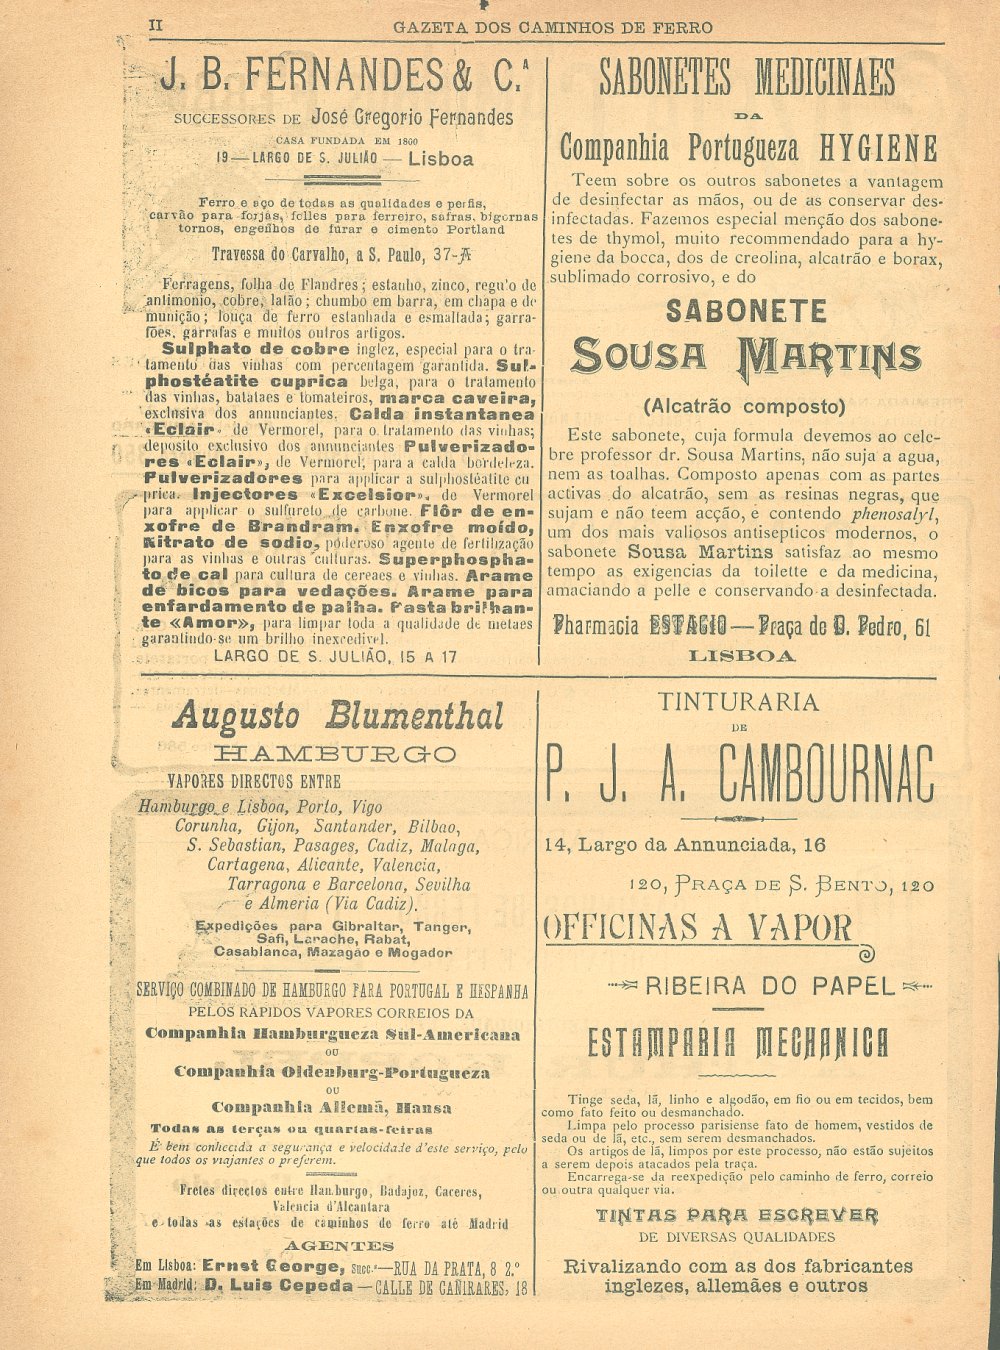 II
GAZETA DOS CAMINHOS DE FERRO
J. B. FERNANDES & C.ª
SUCCESSORES DE José Gregorio Fernandes
CASA FUNDADA EM 1860
19—LARGO DE S. JULIÃO — Lisboa
Ferro e aço de todas as qualidades e perfis,
carvão para forjas, folles para ferreiro, safras, bigornas
tornos, engenhos de furar e cimento Portland
Travessa do Carvalho, a S. Paulo, 37-A
Ferragens, folha de Flandres; estanho, zinco, regulo de
antimonio, cobre, latão; chumbo em barra, em chapa e de
munição; louça de ferro estanhada e esmaltada; garra-
fões, garrafas e muitos outros artigos.
Sulphato de cobre inglez, especial para o tra-
tamento das vinhas com percentagem garantida. Sul-
phostéatite cuprica belga, para o tratamento
das vinhas, batataes e tomateiros, marca caveira,
exclusiva dos annunciantes. Calda instantanea
«Eclair» de Vermorel, para o tratamento das vinhas;
deposito exclusivo dos annunciantes Pulverizado-
res «Eclair», de Vermorel, para a calda bordeleza.
Pulverizadores para applicar a sulphostéatite cu
prica. Injectores «Excelsior», de Vermorel
para applicar o sulfureto de carbone. Flôr de en-
xofre de Brandram. Enxofre moído,
Nitrato de sodio, poderoso agente de fertilização
para as vinhas e outras culturas. Superphospha-
to de cal para cultura de cereaes e vinhas. Arame
de bicos para vedações. Arame para
enfardamento de palha. Pasta brilhan-
te «Amor», para limpar toda a qualidade de metaes
garantindo-se um brilho inexcedivel.
LARGO DE S. JULIÃO, 15 A 17
SABONETES MEDICINAES
DA
Companhia Portugueza HYGIENE
Teem sobre os outros sabonetes a vantagem
de desinfectar as mãos, ou de as conservar des-
infectadas. Fazemos especial menção dos sabone-
tes de thymol, muito recommendado para a hy-
giene da bocca, dos de creolina, alcatrão e borax,
sublimado corrosivo, e do
SABONETE
SOUSA MARTINS
(Alcatrão composto)
Este sabonete, cuja formula devemos ao cele-
bre professor dr. Sousa Martins, não suja a agua,
nem as toalhas. Composto apenas com as partes
activas do alcatrão, sem as resinas negras, que
sujam e não teem acção, e contendo phenosalyl,
um dos mais valiosos antisepticos modernos, o
sabonete Sousa Martins satisfaz ao mesmo
tempo as exigencias da toilette e da medicina,
amaciando a pelle e conservando-a desinfectada.
Pharmacia ESTACIO — Praça de D. Pedro, 61
LISBOA
Augusto Blumenthal
HAMBURGO
VAPORES DIRECTOS ENTRE
Hamburgo e Lisboa, Porto, Vigo
Corunha, Gijon, Santander, Bilbao,
S. Sebastian, Pasages, Cadiz, Malaga,
Cartagena, Alicante, Valencia,
Tarragona e Barcelona, Sevilha
e Almeria (Via Cadiz).
Expedições para Gibraltar, Tanger,
Safi, Larache, Rabat,
Casablanca, Mazagão e Mogador
SERVIÇO COMBINADO DE HAMBURGO PARA PORTUGAL E HESPANHA
PELOS RAPIDOS VAPORES CORREIOS DA
Companhia Hamburgueza Sul-Americana
OU
Companhia Oldenburg-Portugueza
OU
Companhia Allemã, Hansa
Todas as terças ou quartas-feiras
É bem conhecida a segurança e velocidade d'este serviço, pelo
que todos os viajantes o preferem.
Fretes directos entre Hamburgo, Badajoz, Caceres,
Valencia d'Alcantara
e todas as estações de caminhos de ferro até Madrid
AGENTES
Em Lisboa: Ernst George, Succ.ʳ—RUA DA PRATA, 8 2.º
Em Madrid: D. Luis Cepeda—CALLE DE CAÑIRARES, 18
TINTURARIA
DE
P. J. A. CAMBOURNAC
14, Largo da Annunciada, 16
120, PRAÇA DE S. BENTO, 120
OFFICINAS A VAPOR
RIBEIRA DO PAPEL
ESTAMPARIA MECHANICA
Tinge seda, lã, linho e algodão, em fio ou em tecidos, bem
como fato feito ou desmanchado.
Limpa pelo processo parisiense fato de homem, vestidos de
seda ou de lã, etc., sem serem desmanchados.
Os artigos de lã, limpos por este processo, não estão sujeitos
a serem depois atacados pela traça.
Encarrega-se da reexpedição pelo caminho de ferro, correio
ou outra qualquer via.
TINTAS PARA ESCREVER
DE DIVERSAS QUALIDADES
Rivalizando com as dos fabricantes
inglezes, allemães e outros